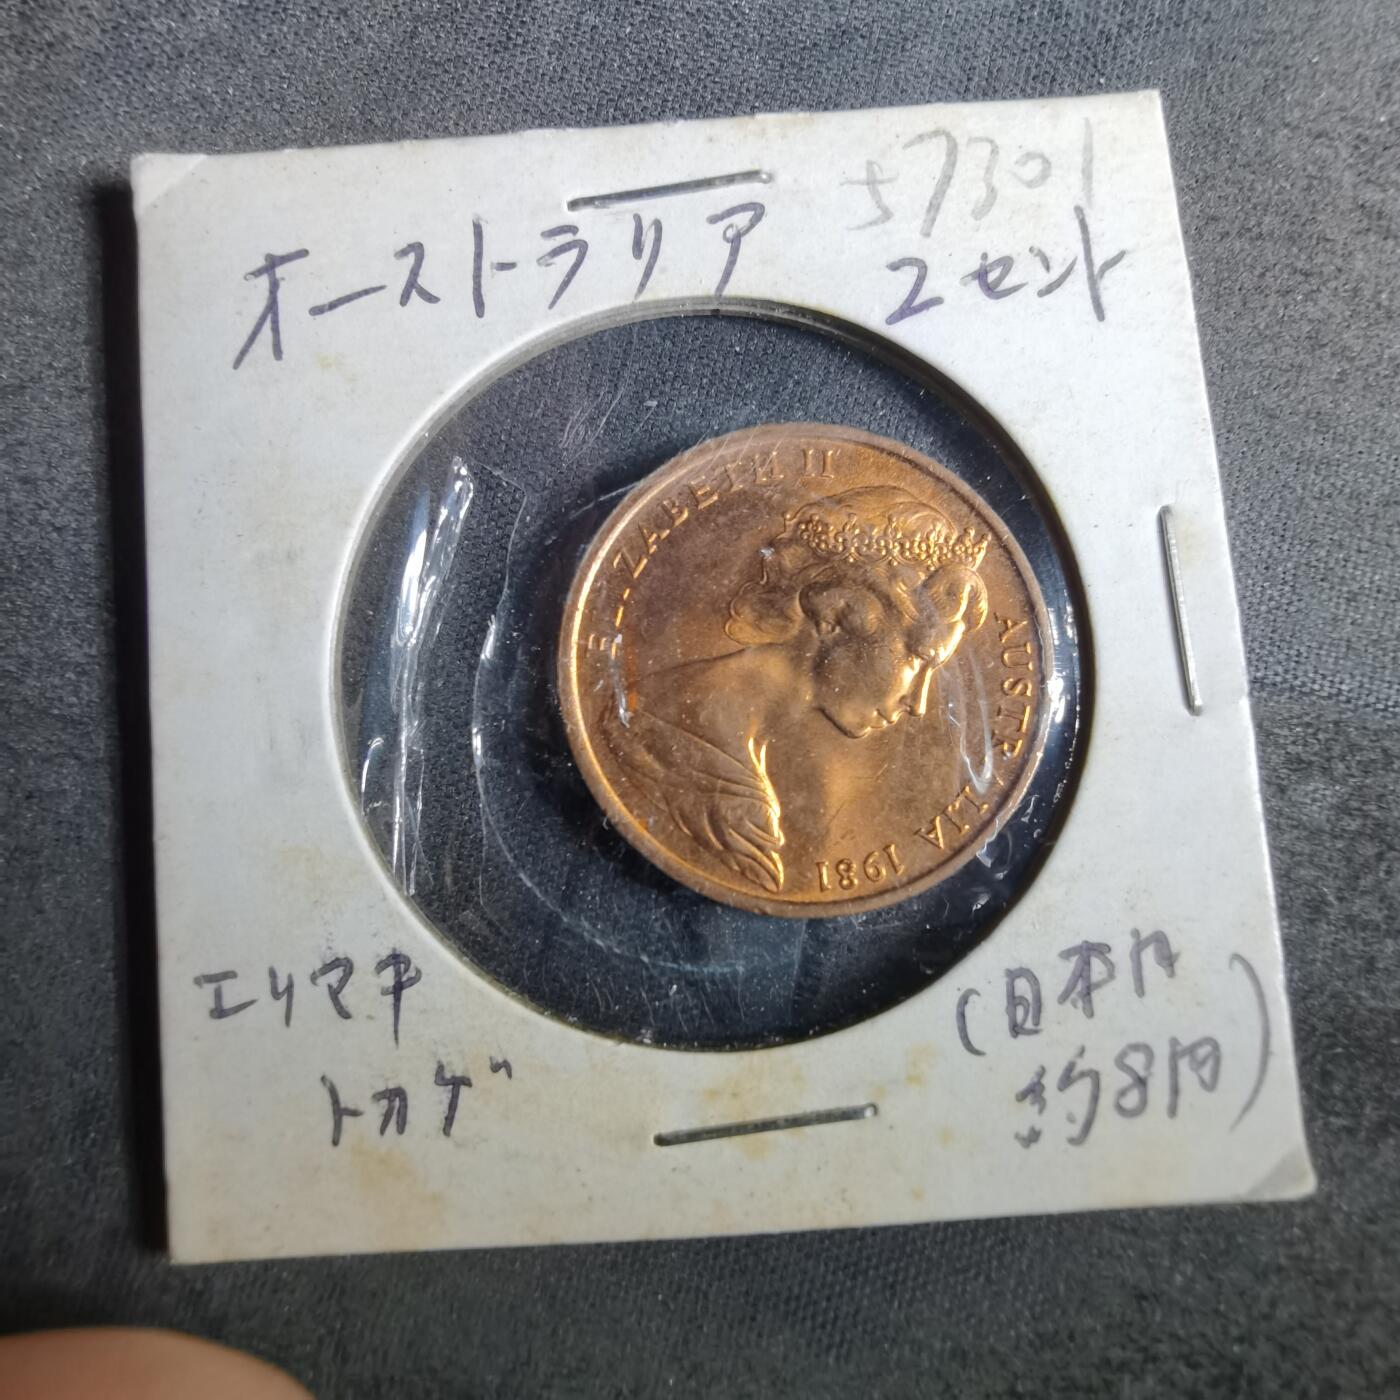 57301
オーストラリア 2セント
ELIZABETH II
AUSTRALIA 1981
エリマキ
トカゲ
(日本円
約8円)